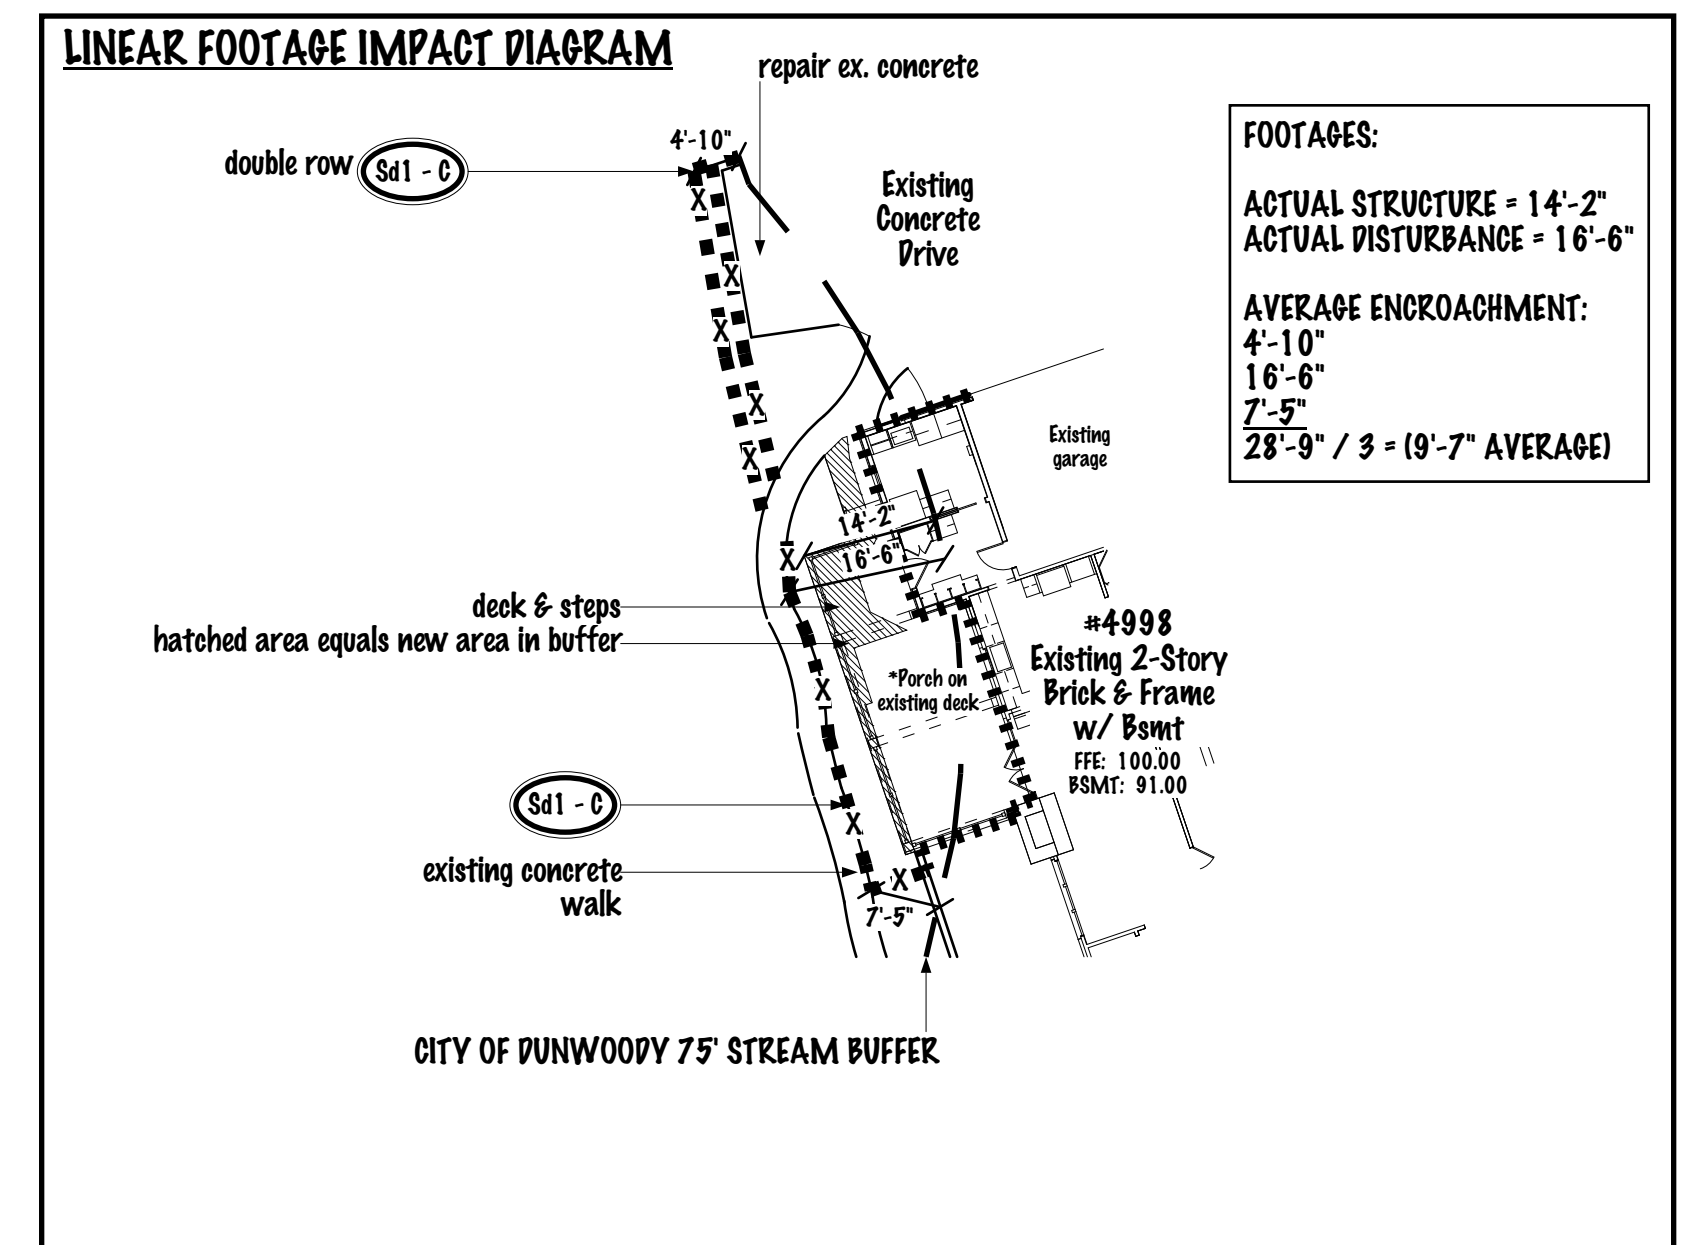 LINEAR FOOTAGE IMPACT DIAGRAM
repair ex. concrete
4'-10"
double row
Sd1 - C
Existing
Concrete
Drive
FOOTAGES:
ACTUAL STRUCTURE = 14'-2"
ACTUAL DISTURBANCE = 16'-6"
AVERAGE ENCROACHMENT:
4'-10"
16'-6"
7'-5"
28'-9" / 3 = (9'-7" AVERAGE)
X
X
X
X
X
Existing
garage
14'-2"
16'-6"
X
deck & steps
hatched area equals new area in buffer
#4998
Existing 2-Story
Brick & Frame
w/ Bsmt
FFE: 100.00
BSMT: 91.00
*Porch on
existing deck
X
Sd1 - C
X
existing concrete
walk
X
7'-5"
CITY OF DUNWOODY 75' STREAM BUFFER